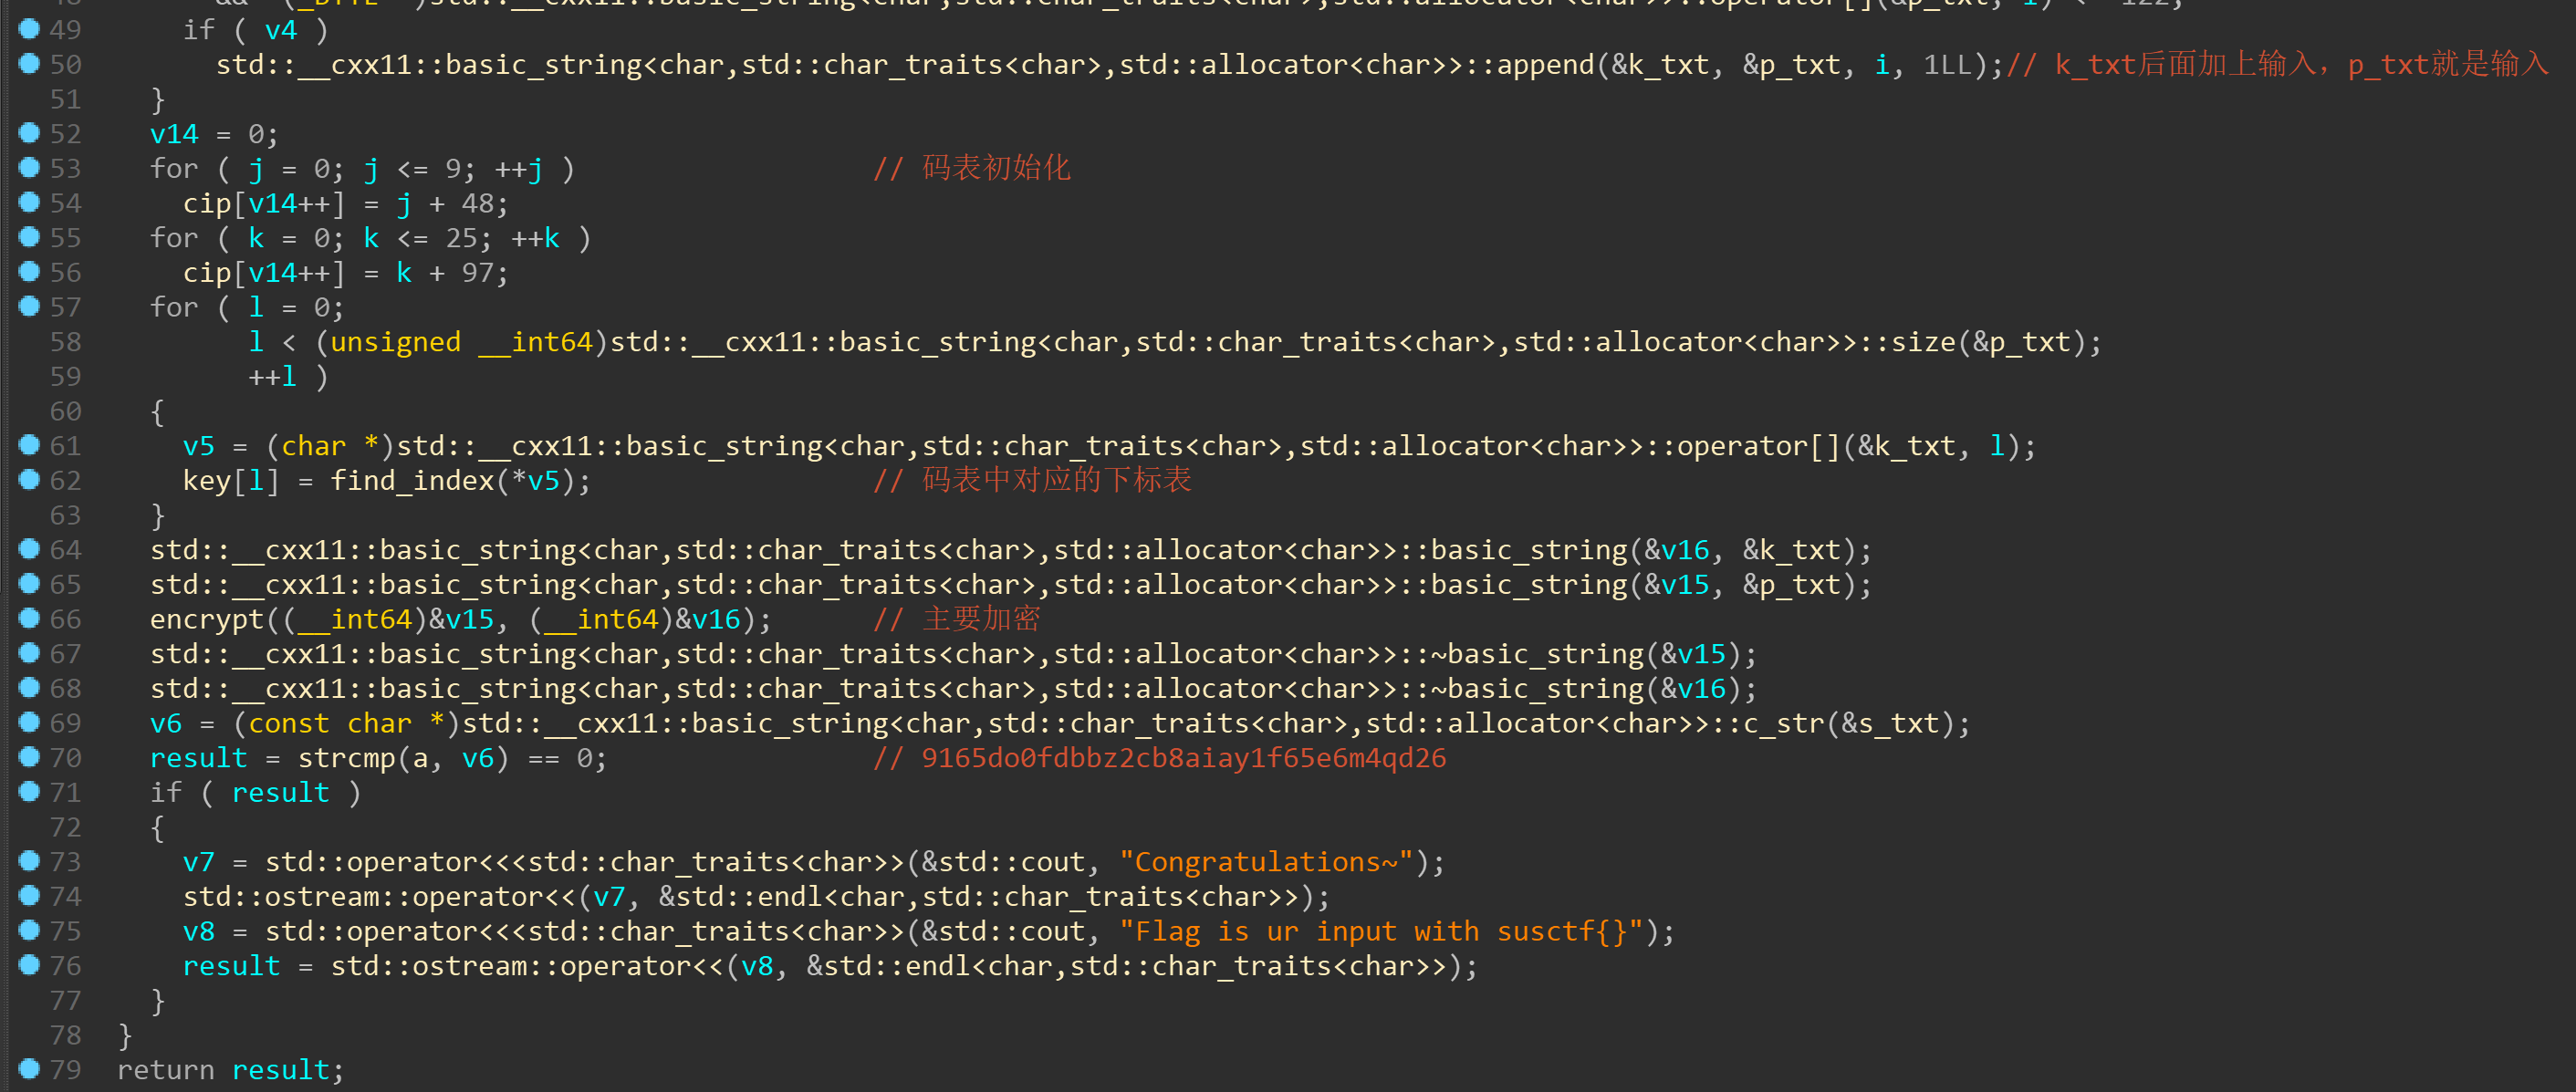 && *(_BYTE *)std::__cxx11::basic_string<char,std::char_traits<char>,std::allocator<char>>::operator[](&p_txt, i) <= 122;
49 if ( v4 )
50 std::__cxx11::basic_string<char,std::char_traits<char>,std::allocator<char>>::append(&k_txt, &p_txt, i, 1LL);// k_txt后面加上输入，p_txt就是输入
51 }
52 v14 = 0;
53 for ( j = 0; j <= 9; ++j ) // 码表初始化
54 cip[v14++] = j + 48;
55 for ( k = 0; k <= 25; ++k )
56 cip[v14++] = k + 97;
57 for ( l = 0;
58 l < (unsigned __int64)std::__cxx11::basic_string<char,std::char_traits<char>,std::allocator<char>>::size(&p_txt);
59 ++l )
60 {
61 v5 = (char *)std::__cxx11::basic_string<char,std::char_traits<char>,std::allocator<char>>::operator[](&k_txt, l);
62 key[l] = find_index(*v5); // 码表中对应的下标表
63 }
64 std::__cxx11::basic_string<char,std::char_traits<char>,std::allocator<char>>::basic_string(&v16, &k_txt);
65 std::__cxx11::basic_string<char,std::char_traits<char>,std::allocator<char>>::basic_string(&v15, &p_txt);
66 encrypt((__int64)&v15, (__int64)&v16); // 主要加密
67 std::__cxx11::basic_string<char,std::char_traits<char>,std::allocator<char>>::~basic_string(&v15);
68 std::__cxx11::basic_string<char,std::char_traits<char>,std::allocator<char>>::~basic_string(&v16);
69 v6 = (const char *)std::__cxx11::basic_string<char,std::char_traits<char>,std::allocator<char>>::c_str(&s_txt);
70 result = strcmp(a, v6) == 0; // 9165do0fdbbz2cb8aiay1f65e6m4qd26
71 if ( result )
72 {
73 v7 = std::operator<<<std::char_traits<char>>(&std::cout, "Congratulations~");
74 std::ostream::operator<<(v7, &std::endl<char,std::char_traits<char>>);
75 v8 = std::operator<<<std::char_traits<char>>(&std::cout, "Flag is ur input with susctf{}");
76 result = std::ostream::operator<<(v8, &std::endl<char,std::char_traits<char>>);
77 }
78 }
79 return result;